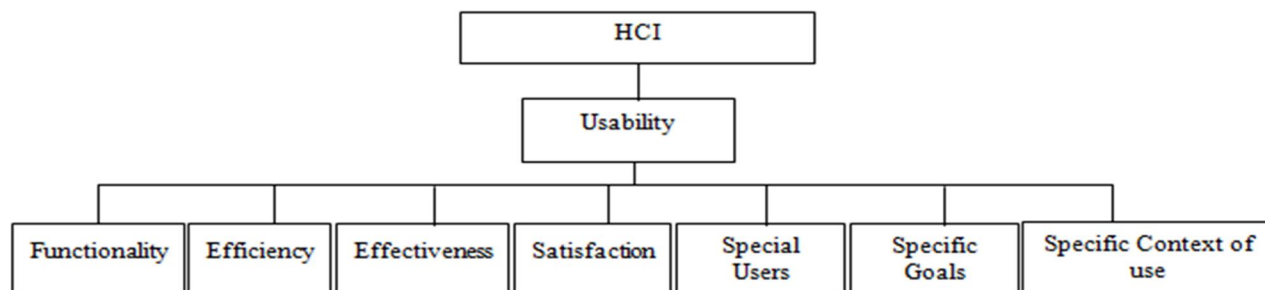 HCI
Usability
Functionality
Efficiency
Effectiveness
Satisfaction
Special
Users
Specific
Goals
Specific Context of
use